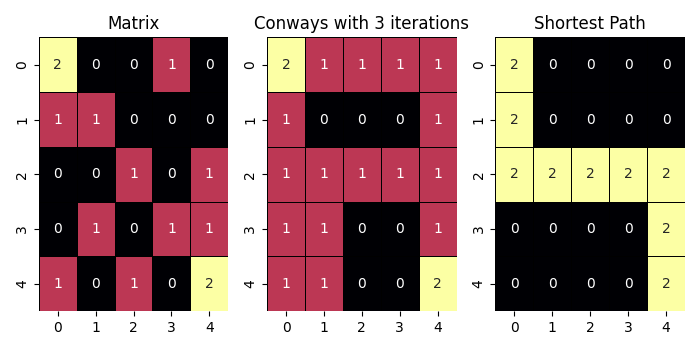 Matrix Conways with 3 iterations Shortest Path
0 2 0 0 1 0 0 2 1 1 1 1 0 2 0 0 0 0
1 1 1 0 0 0 1 1 0 0 0 1 1 2 0 0 0 0
2 0 0 1 0 1 2 1 1 1 1 1 2 2 2 2 2 2
3 0 1 0 1 1 3 1 1 0 0 1 3 0 0 0 0 2
4 1 0 1 0 2 4 1 1 0 0 2 4 0 0 0 0 2
0 1 2 3 4 0 1 2 3 4 0 1 2 3 4